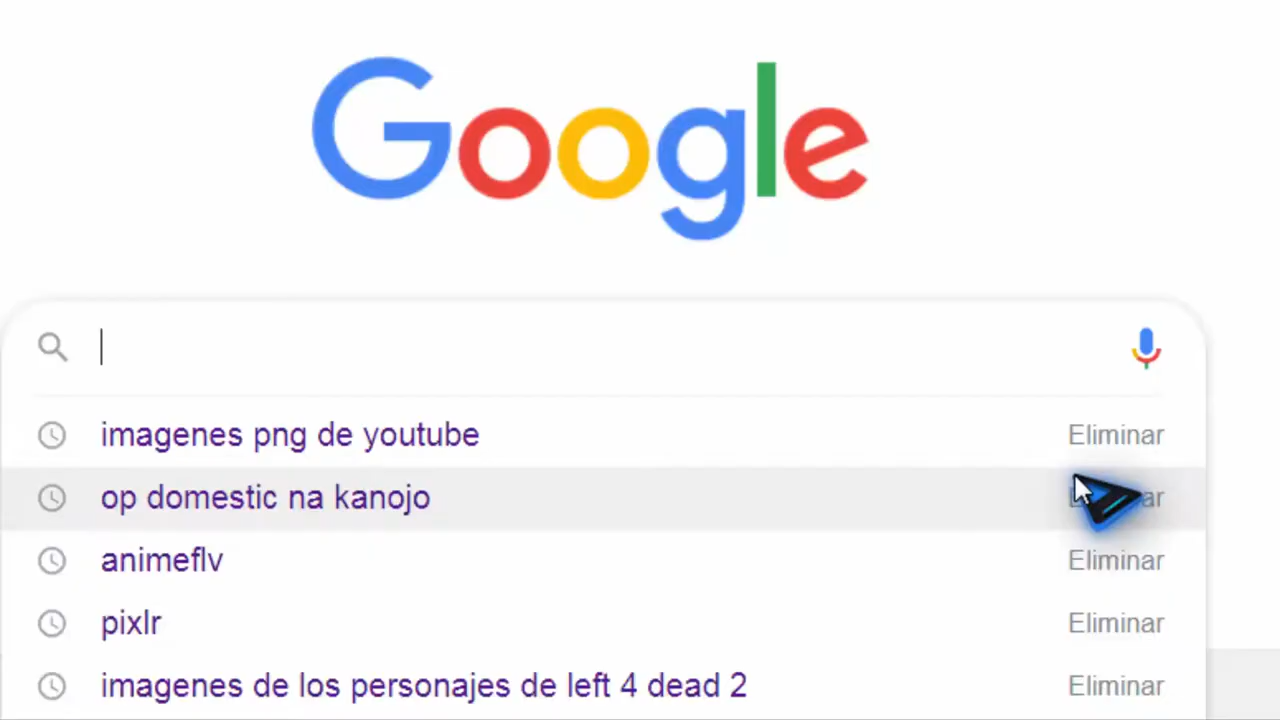 Google
imagenes png de youtube Eliminar
op domestic na kanojo
animeflv Eliminar
pixlr Eliminar
imagenes de los personajes de left 4 dead 2 Eliminar